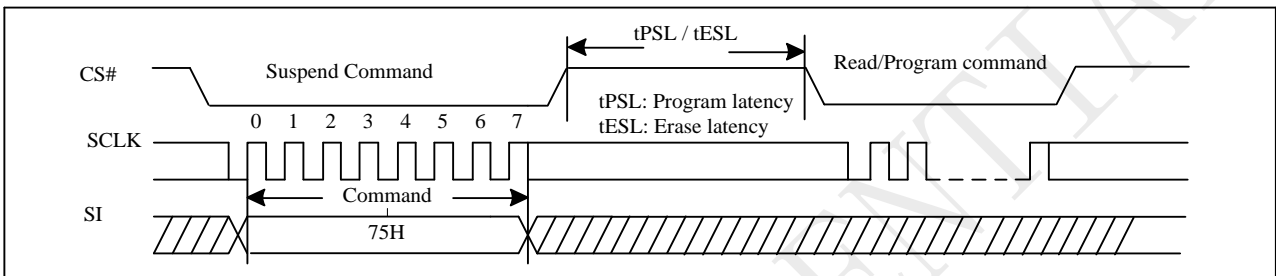 tPSL / tESL
CS#
Suspend Command
Read/Program command
tPSL: Program latency
tESL: Erase latency
0 1 2 3 4 5 6 7
SCLK
Command
SI
75H